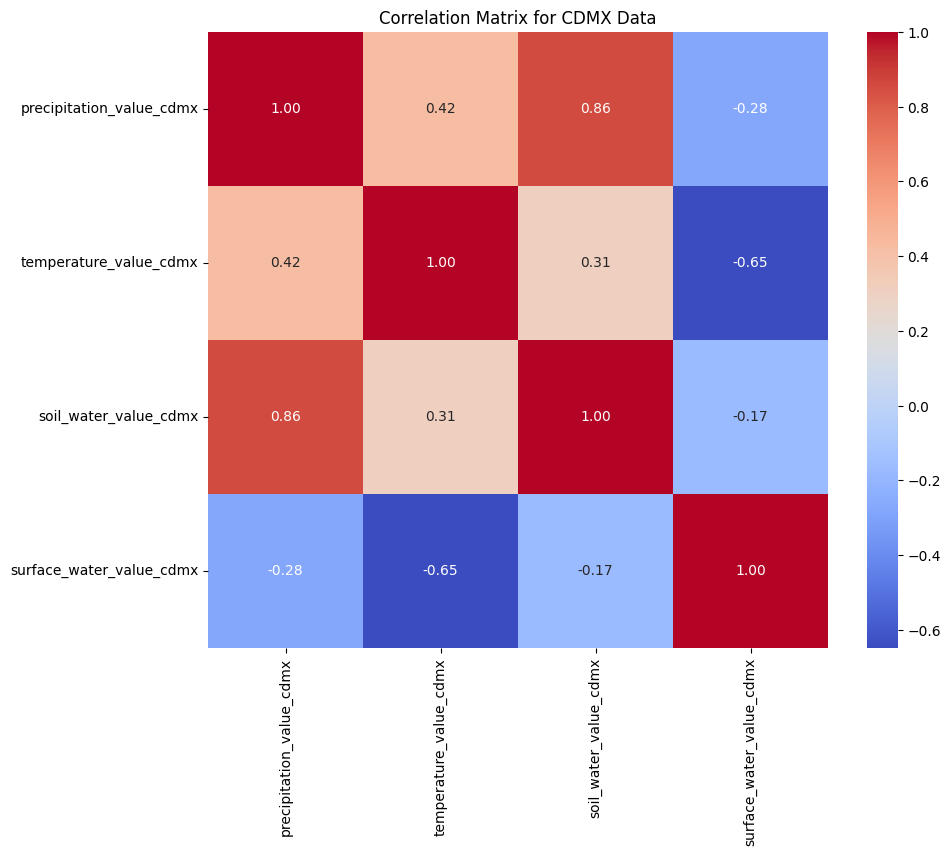 Correlation Matrix for CDMX Data
precipitation_value_cdmx
1.00
0.42
0.86
-0.28
temperature_value_cdmx
0.42
1.00
0.31
-0.65
soil_water_value_cdmx
0.86
0.31
1.00
-0.17
surface_water_value_cdmx
-0.28
-0.65
-0.17
1.00
precipitation_value_cdmx
temperature_value_cdmx
soil_water_value_cdmx
surface_water_value_cdmx
1.0
0.8
0.6
0.4
0.2
0.0
−0.2
−0.4
−0.6